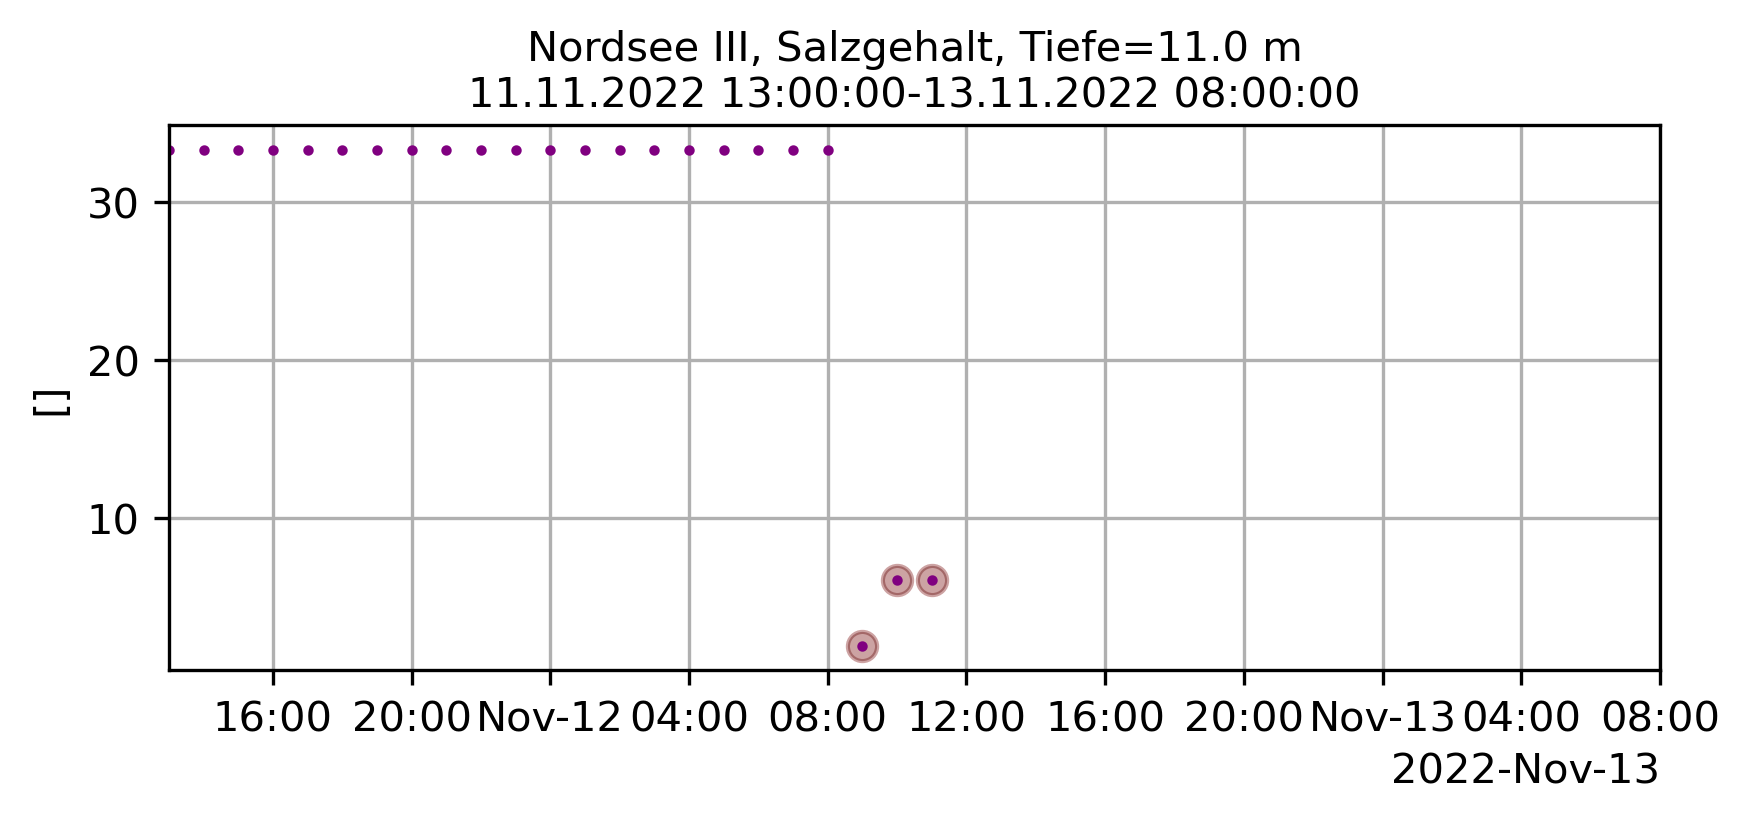 Nordsee III, Salzgehalt, Tiefe=11.0 m
11.11.2022 13:00:00-13.11.2022 08:00:00
30
20
10
[]
16:00 20:00 Nov-12 04:00 08:00 12:00 16:00 20:00 Nov-13 04:00 08:00
2022-Nov-13